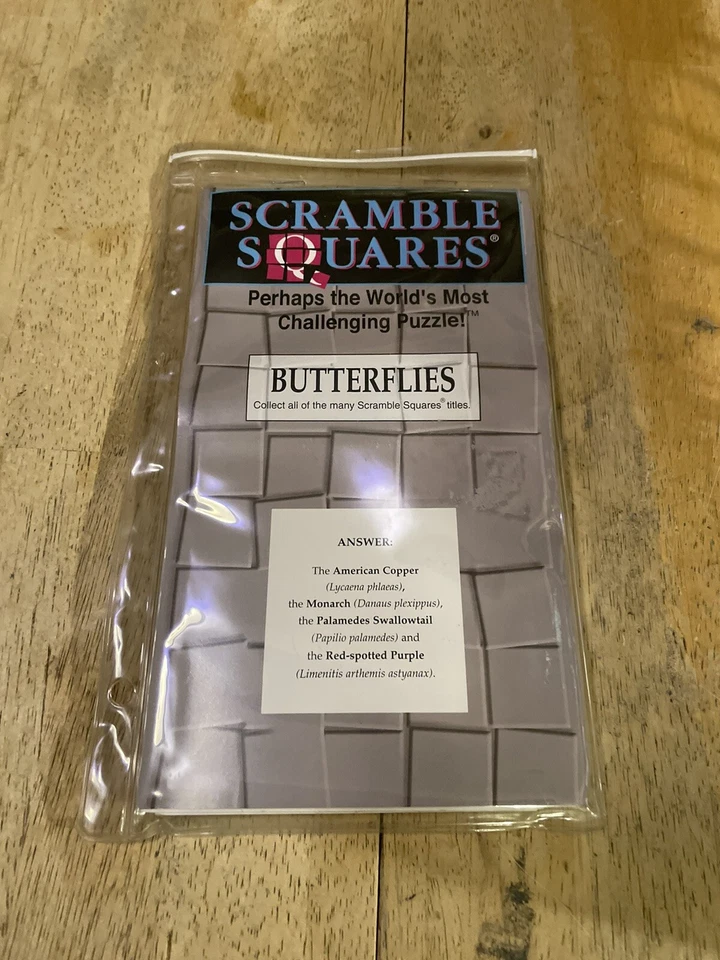 SCRAMBLE
SQUARES®
Perhaps the World's Most
Challenging Puzzle!™
BUTTERFLIES
Collect all of the many Scramble Squares® titles.
ANSWER:
The American Copper
(Lycaena phlaeas),
the Monarch (Danaus plexippus),
the Palamedes Swallowtail
(Papilio palamedes) and
the Red-spotted Purple
(Limenitis arthemis astyanax).